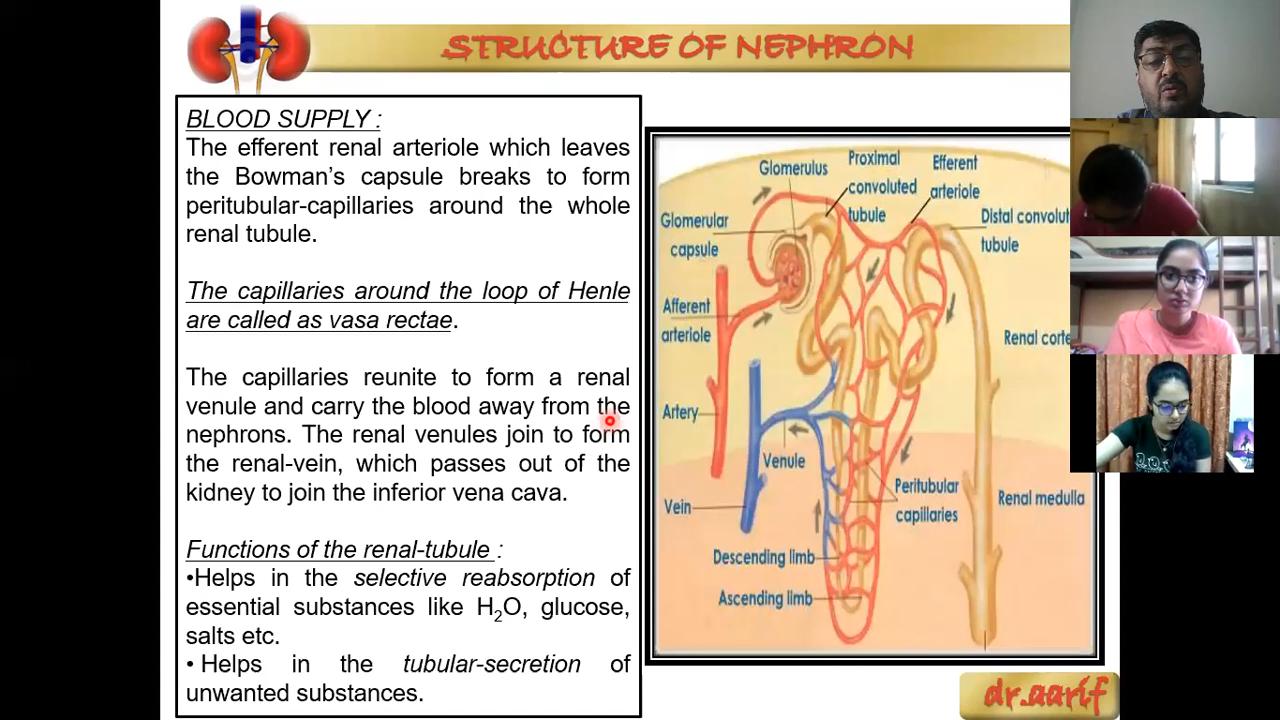 STRUCTURE OF NEPHRON
BLOOD SUPPLY :
The efferent renal arteriole which leaves
the Bowman's capsule breaks to form
peritubular-capillaries around the whole
renal tubule.
The capillaries around the loop of Henle
are called as vasa rectae.
The capillaries reunite to form a renal
venule and carry the blood away from the
nephrons. The renal venules join to form
the renal-vein, which passes out of the
kidney to join the inferior vena cava.
Functions of the renal-tubule :
•Helps in the selective reabsorption of
essential substances like H₂O, glucose,
salts etc.
• Helps in the tubular-secretion of
unwanted substances.
Glomerulus
Proximal
convoluted
tubule
Efferent
arteriole
Glomerular
capsule
Distal convolut
tubule
Afferent
arteriole
Renal corte
Artery
Venule
Vein
Peritubular
capillaries
Renal medulla
Descending limb
Ascending limb
dr.aarif